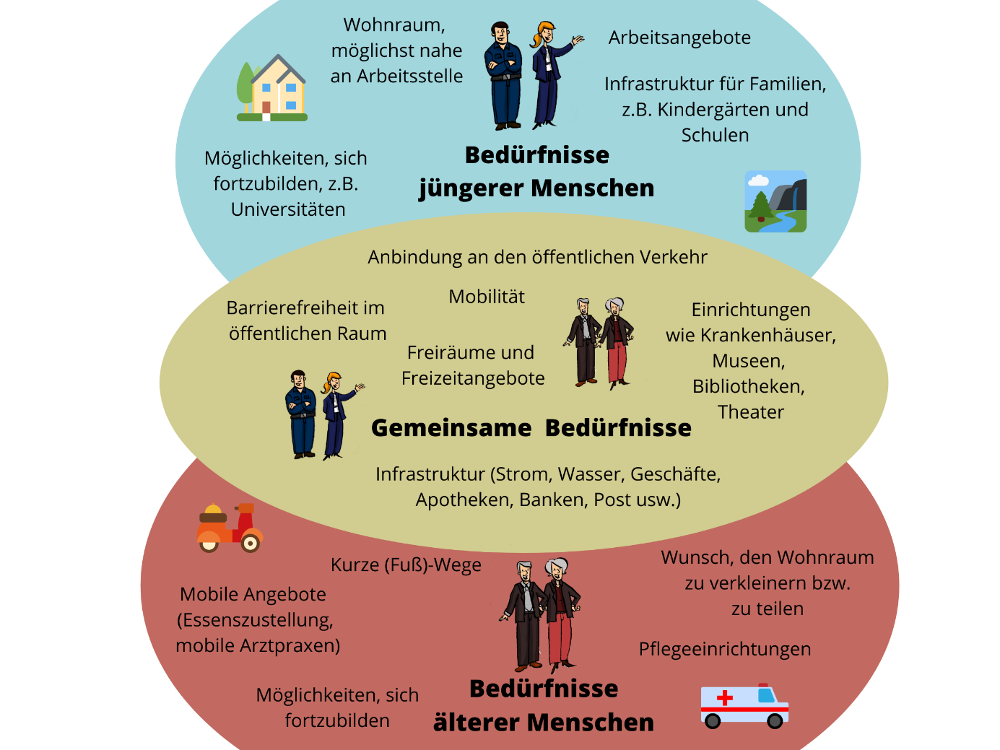 Wohnraum,
möglichst nahe
an Arbeitsstelle
Arbeitsangebote
Infrastruktur für Familien,
z.B. Kindergärten und
Schulen
Möglichkeiten, sich
fortzubilden, z.B.
Universitäten
Bedürfnisse
jüngerer Menschen
Anbindung an den öffentlichen Verkehr
Mobilität
Barrierefreiheit im
öffentlichen Raum
Freiräume und
Freizeitangebote
Einrichtungen
wie Krankenhäuser,
Museen,
Bibliotheken,
Theater
Gemeinsame Bedürfnisse
Infrastruktur (Strom, Wasser, Geschäfte,
Apotheken, Banken, Post usw.)
Kurze (Fuß)-Wege
Wunsch, den Wohnraum
zu verkleinern bzw.
zu teilen
Mobile Angebote
(Essenszustellung,
mobile Arztpraxen)
Pflegeeinrichtungen
Möglichkeiten, sich
fortzubilden
Bedürfnisse
älterer Menschen